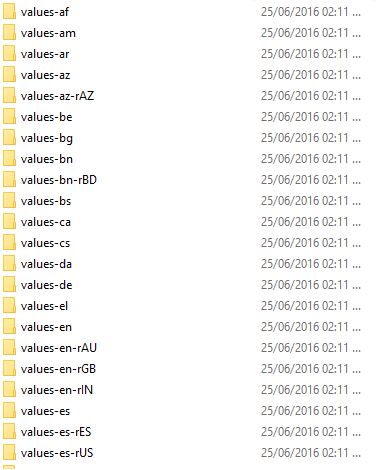 values-af 25/06/2016 02:11 ...
values-am 25/06/2016 02:11 ...
values-ar 25/06/2016 02:11 ...
values-az 25/06/2016 02:11 ...
values-az-rAZ 25/06/2016 02:11 ...
values-be 25/06/2016 02:11 ...
values-bg 25/06/2016 02:11 ...
values-bn 25/06/2016 02:11 ...
values-bn-rBD 25/06/2016 02:11 ...
values-bs 25/06/2016 02:11 ...
values-ca 25/06/2016 02:11 ...
values-cs 25/06/2016 02:11 ...
values-da 25/06/2016 02:11 ...
values-de 25/06/2016 02:11 ...
values-el 25/06/2016 02:11 ...
values-en 25/06/2016 02:11 ...
values-en-rAU 25/06/2016 02:11 ...
values-en-rGB 25/06/2016 02:11 ...
values-en-rIN 25/06/2016 02:11 ...
values-es 25/06/2016 02:11 ...
values-es-rES 25/06/2016 02:11 ...
values-es-rUS 25/06/2016 02:11 ...